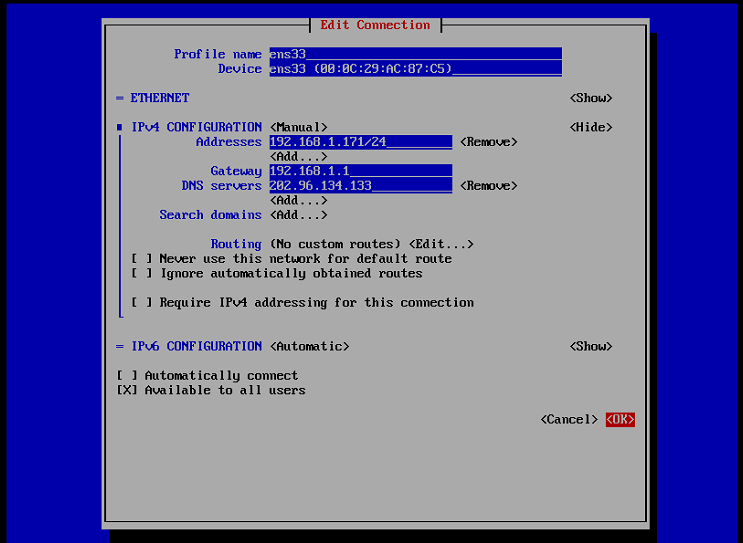 Edit Connection
Profile name ens33
Device ens33 (00:0C:29:AC:87:C5)
= ETHERNET <Show>
IPv4 CONFIGURATION <Manual> <Hide>
Addresses 192.168.1.171/24 <Remove>
<Add...>
Gateway 192.168.1.1
DNS servers 202.96.134.133 <Remove>
<Add...>
Search domains <Add...>
Routing (No custom routes) <Edit...>
[ ] Never use this network for default route
[ ] Ignore automatically obtained routes
[ ] Require IPv4 addressing for this connection
= IPv6 CONFIGURATION <Automatic> <Show>
[ ] Automatically connect
[X] Available to all users
<Cancel> <OK>